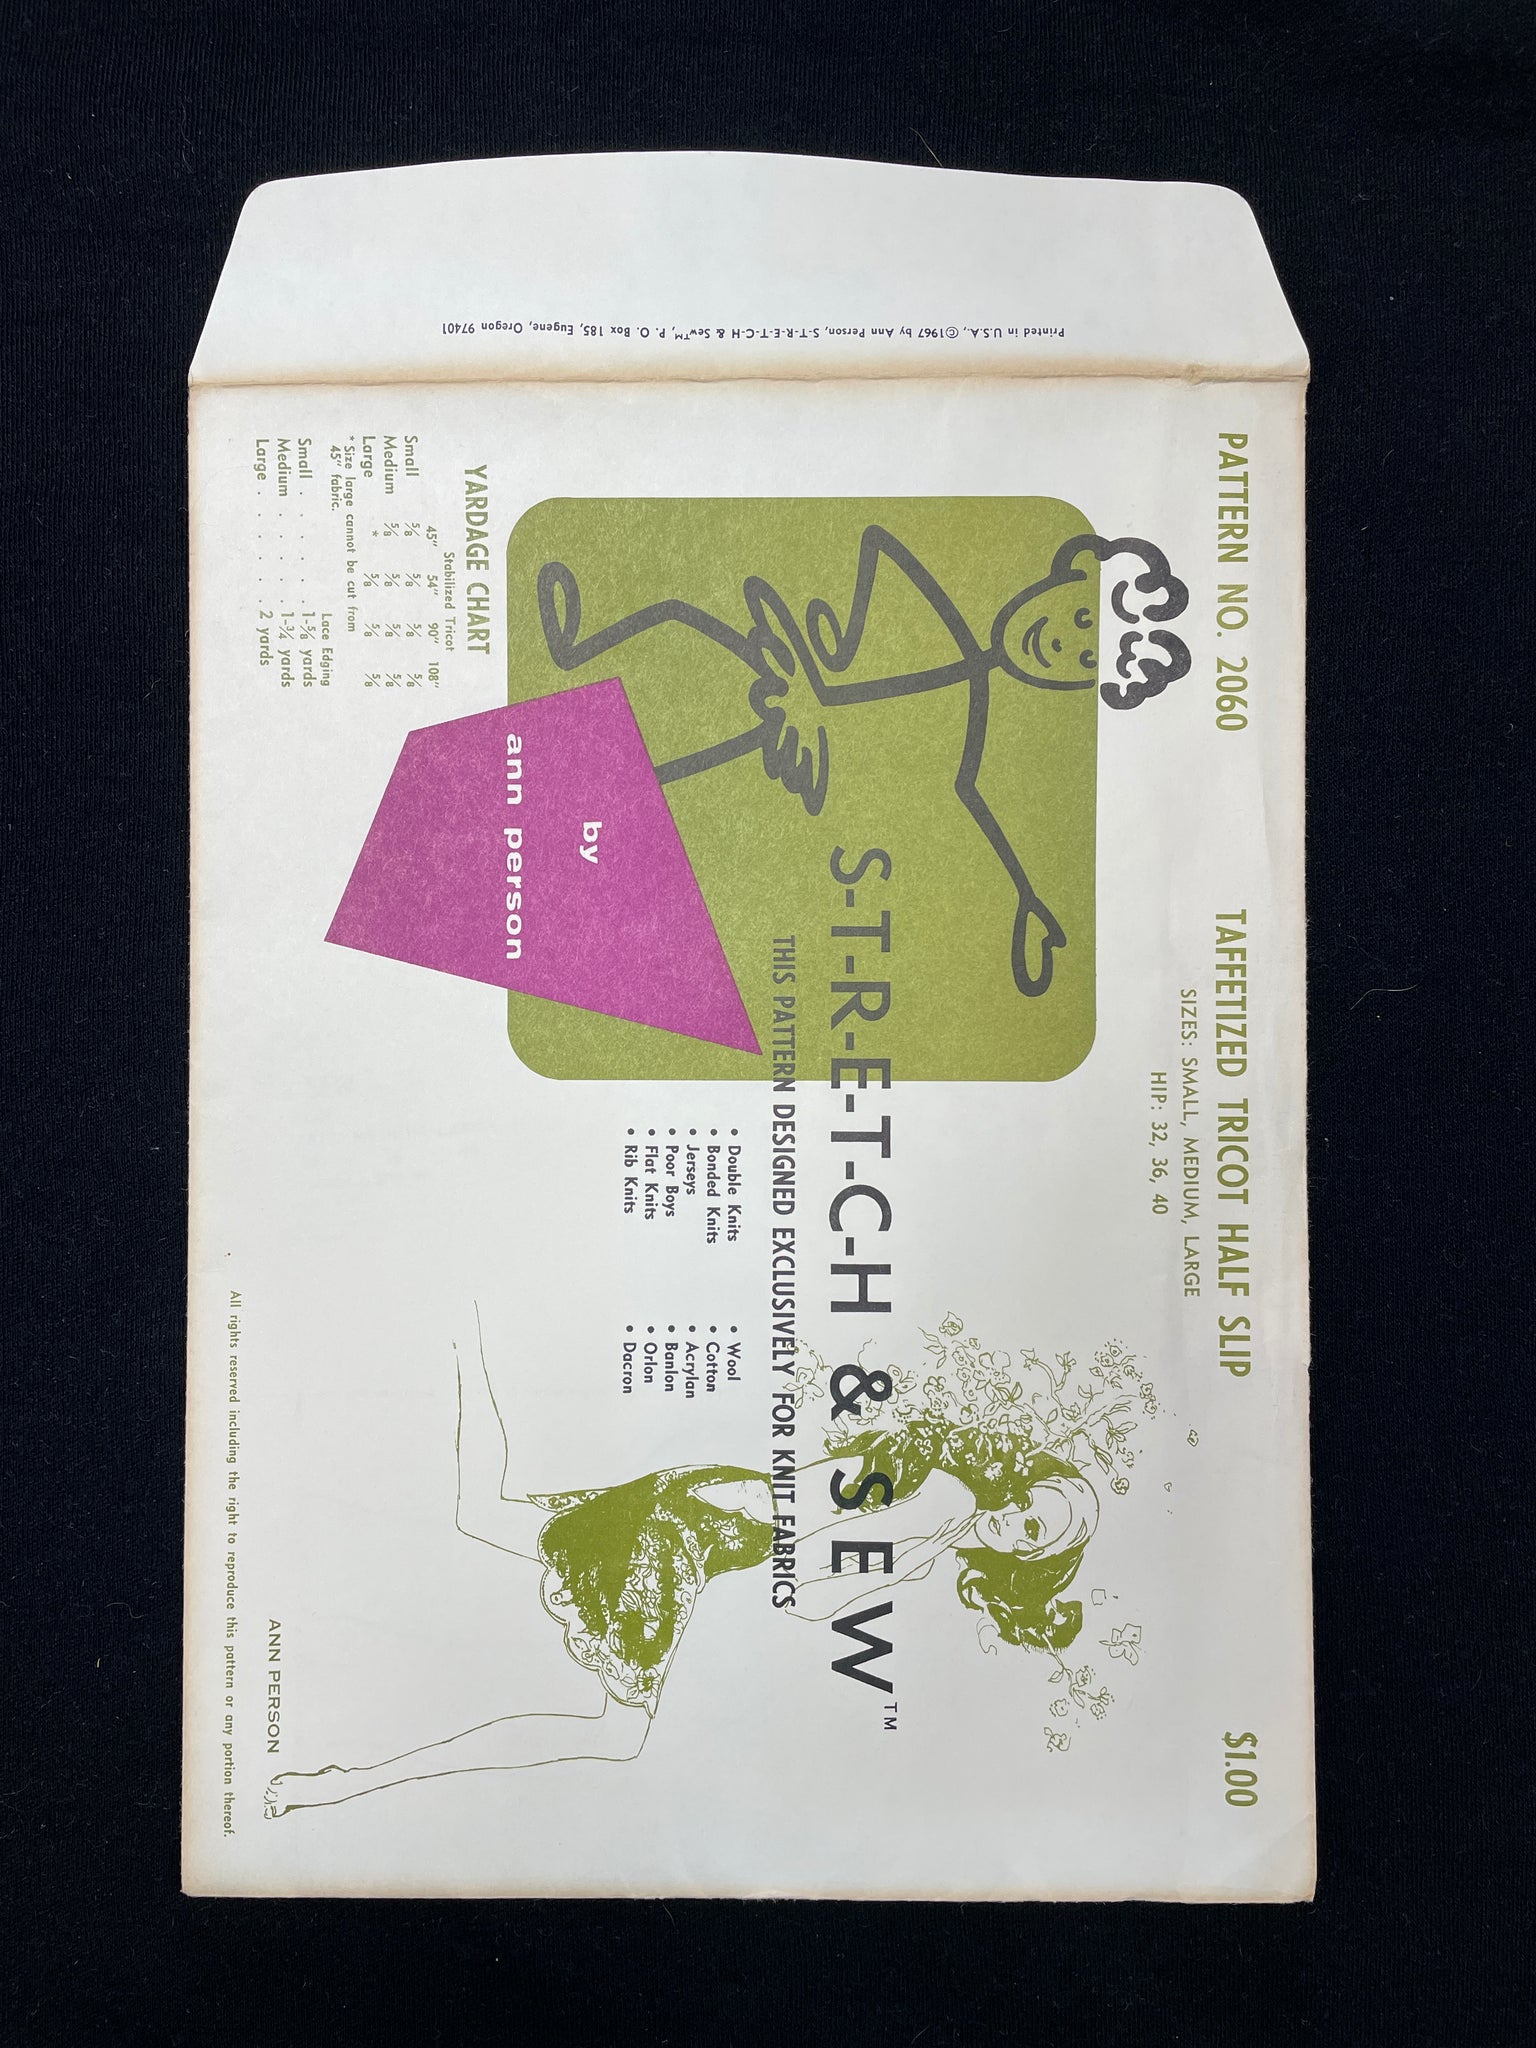 PATTERN NO. 2060
TAFFETIZED TRICOT HALF SLIP
$1.00
SIZES: SMALL, MEDIUM, LARGE
HIP: 32, 36, 40
S-T-R-E-T-C-H & SEW™
THIS PATTERN DESIGNED EXCLUSIVELY FOR KNIT FABRICS
• Double Knits
• Bonded Knits
• Jerseys
• Poor Boys
• Flat Knits
• Rib Knits
• Wool
• Cotton
• Acrylan
• Banlon
• Orlon
• Dacron
by
ann person
YARDAGE CHART
Stabilized Tricot
45" 54" 90" 108"
Small 5/8 5/8 5/8 5/8
Medium 5/8 5/8 5/8 5/8
Large * 5/8 5/8 5/8
* Size large cannot be cut from
45" fabric.
Lace Edging
Small . . . . . 1-5/8 yards
Medium . . . . 1-3/4 yards
Large . . . . . 2 yards
ANN PERSON
All rights reserved including the right to reproduce this pattern or any portion thereof.
Printed in U.S.A., ©1967 by Ann Person, S-T-R-E-T-C-H & Sew™, P. O. Box 185, Eugene, Oregon 97401